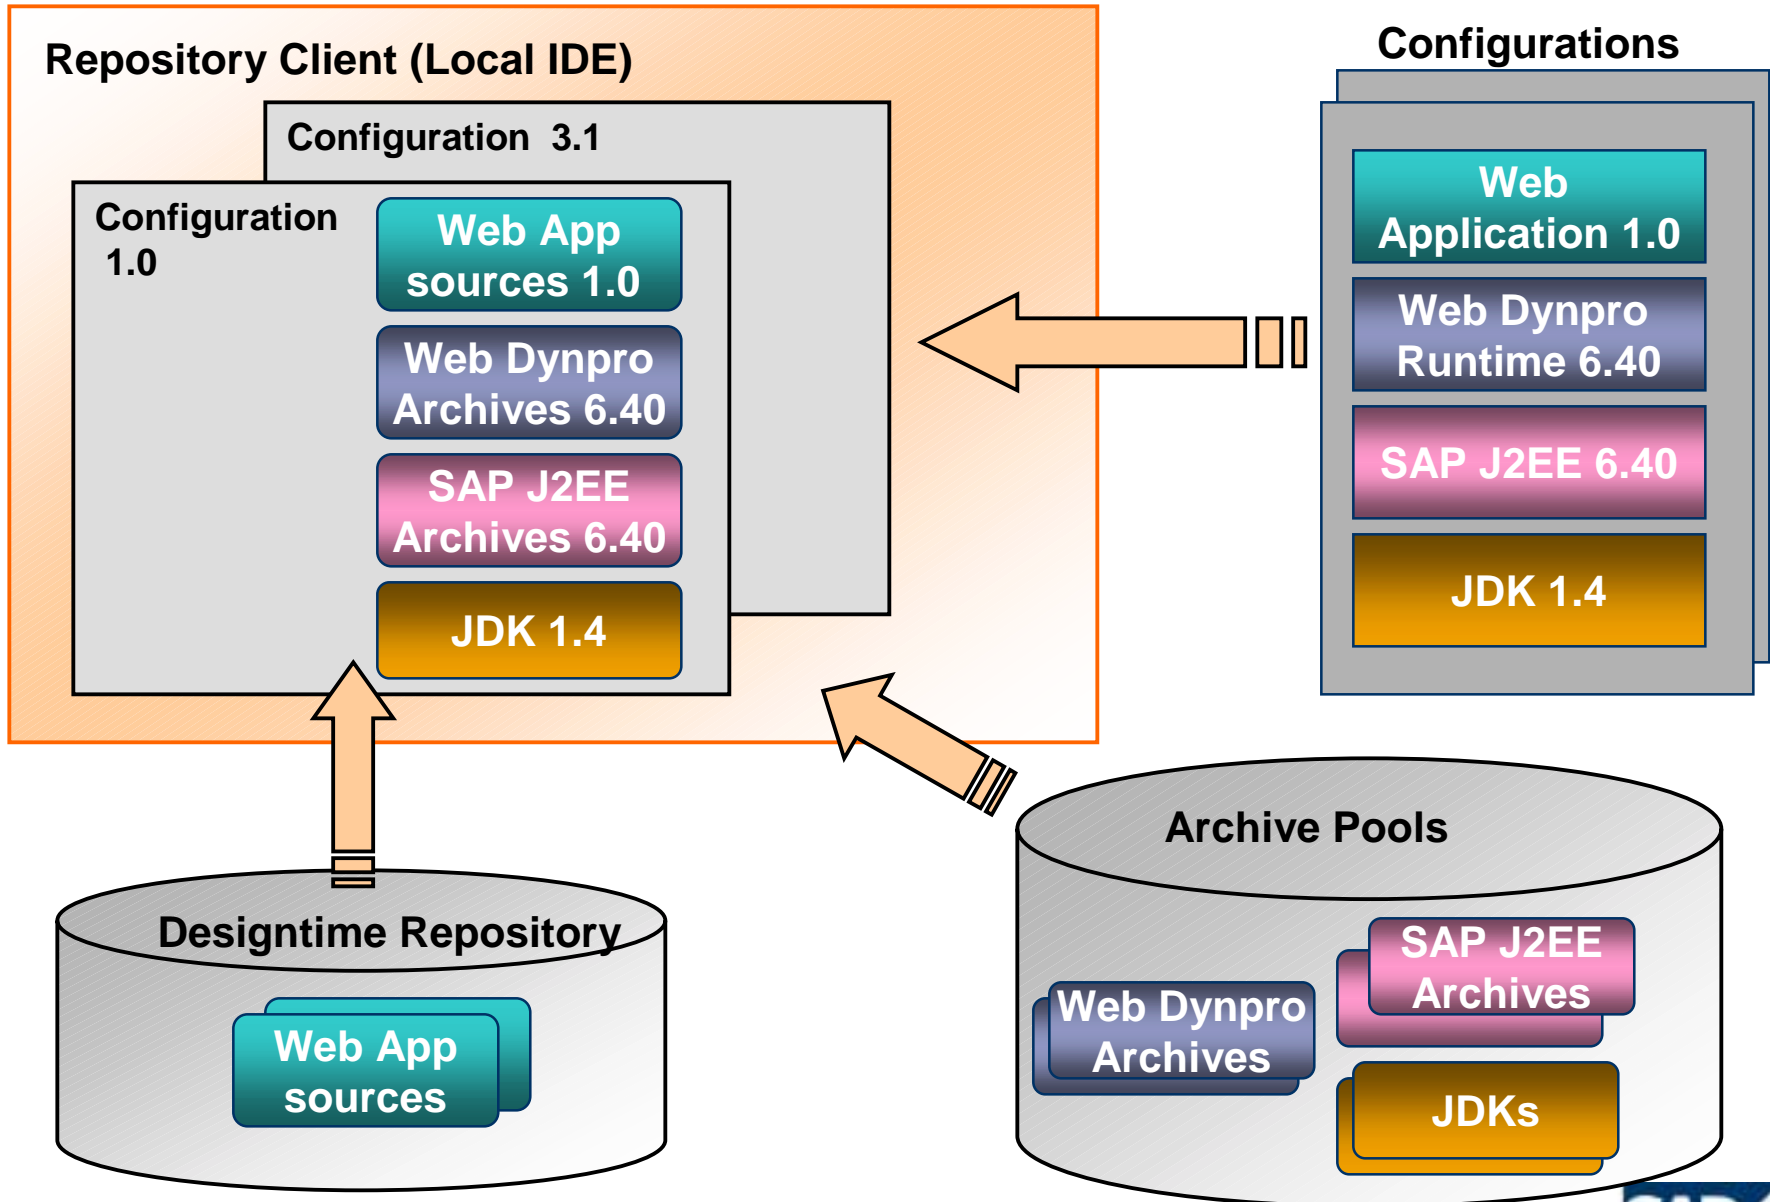 Repository Client (Local IDE)
Configuration 3.1
Configuration
1.0
Web App
sources 1.0
Web Dynpro
Archives 6.40
SAP J2EE
Archives 6.40
JDK 1.4
Configurations
Web
Application 1.0
Web Dynpro
Runtime 6.40
SAP J2EE 6.40
JDK 1.4
Designtime Repository
Web App
sources
Archive Pools
SAP J2EE
Archives
Web Dynpro
Archives
JDKs